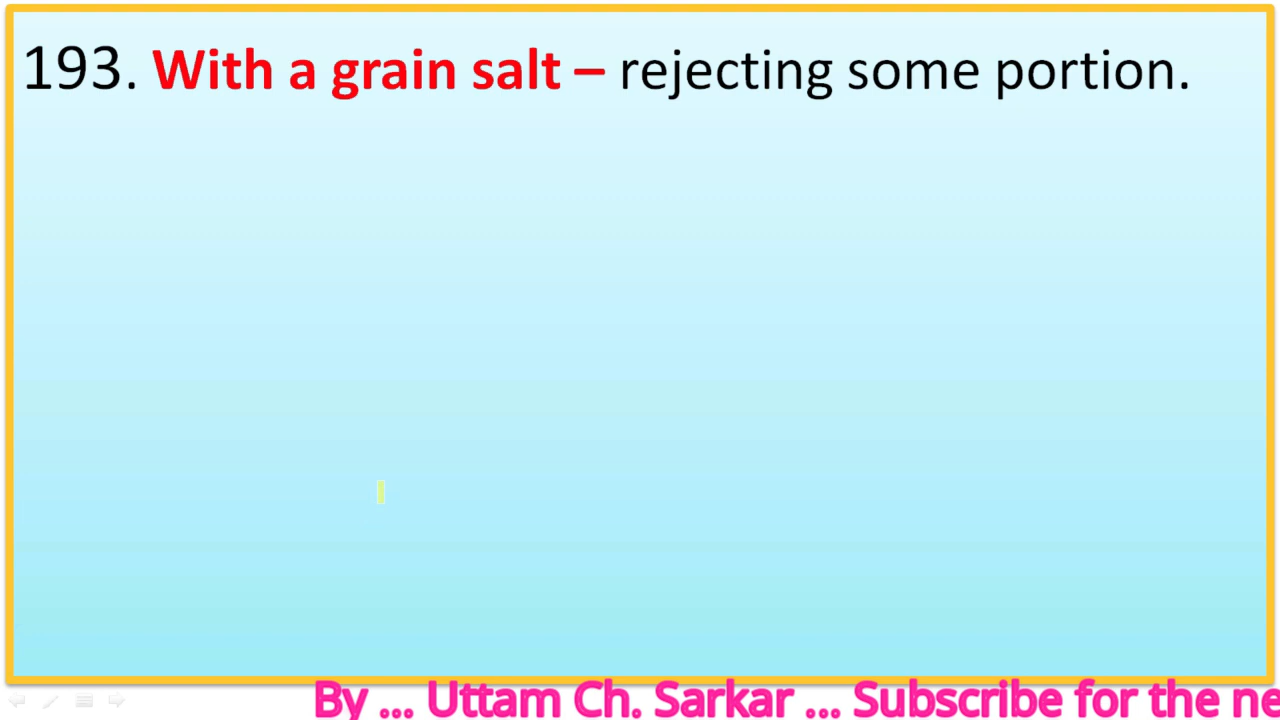 193. With a grain salt – rejecting some portion.
By ... Uttam Ch. Sarkar ... Subscribe for the ne